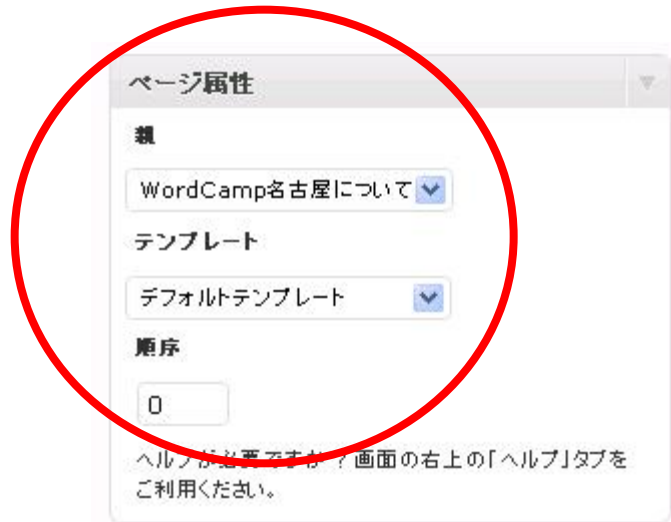 ページ属性
親
WordCamp名古屋について
テンプレート
デフォルトテンプレート
順序
0
ヘルプが必要ですか？画面の右上の「ヘルプ」タブを
ご利用ください。